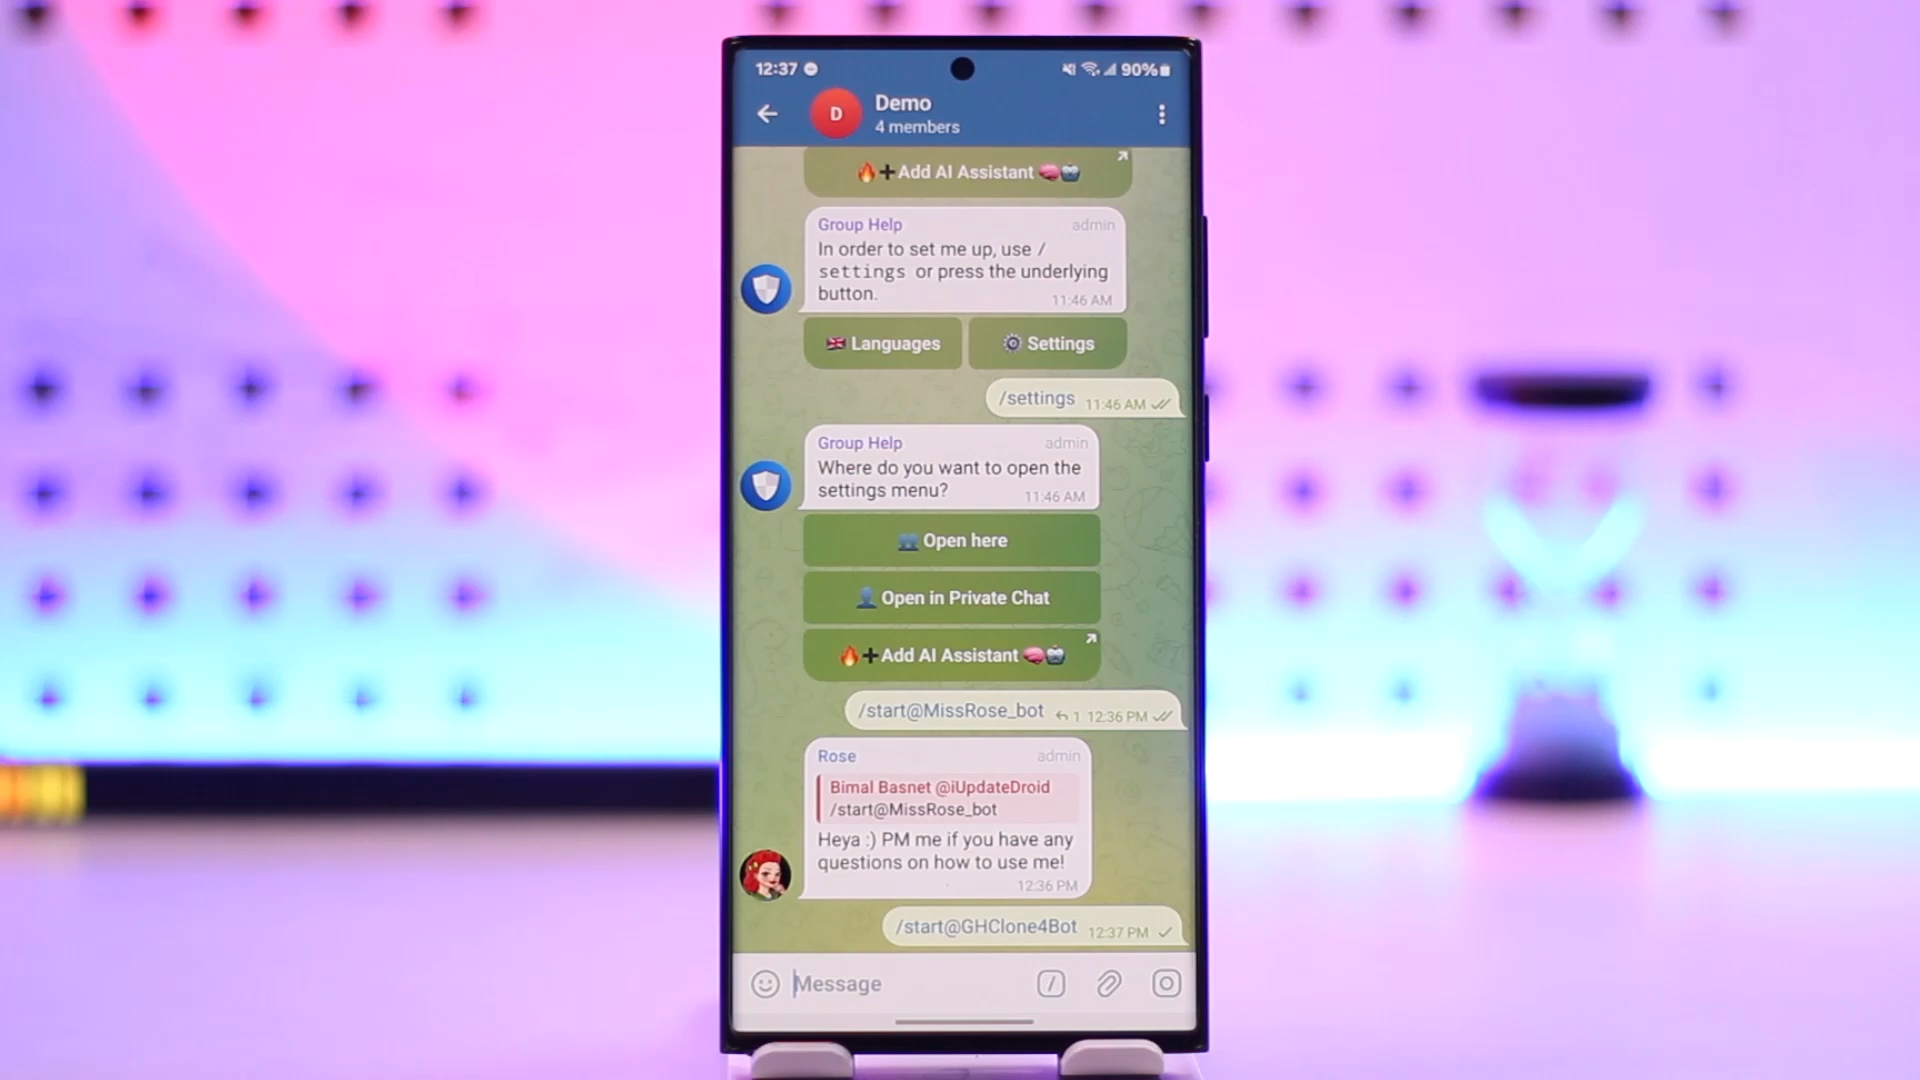 12:37
90%
D
Demo
4 members
Add AI Assistant
Group Help admin
In order to set me up, use /
settings or press the underlying
button. 11:46 AM
Languages
Settings
/settings 11:46 AM
Group Help admin
Where do you want to open the
settings menu? 11:46 AM
Open here
Open in Private Chat
Add AI Assistant
/start@MissRose_bot 1 12:36 PM
Rose admin
Bimal Basnet @iUpdateDroid
/start@MissRose_bot
Heya :) PM me if you have any
questions on how to use me!
12:36 PM
/start@GHClone4Bot 12:37 PM
Message